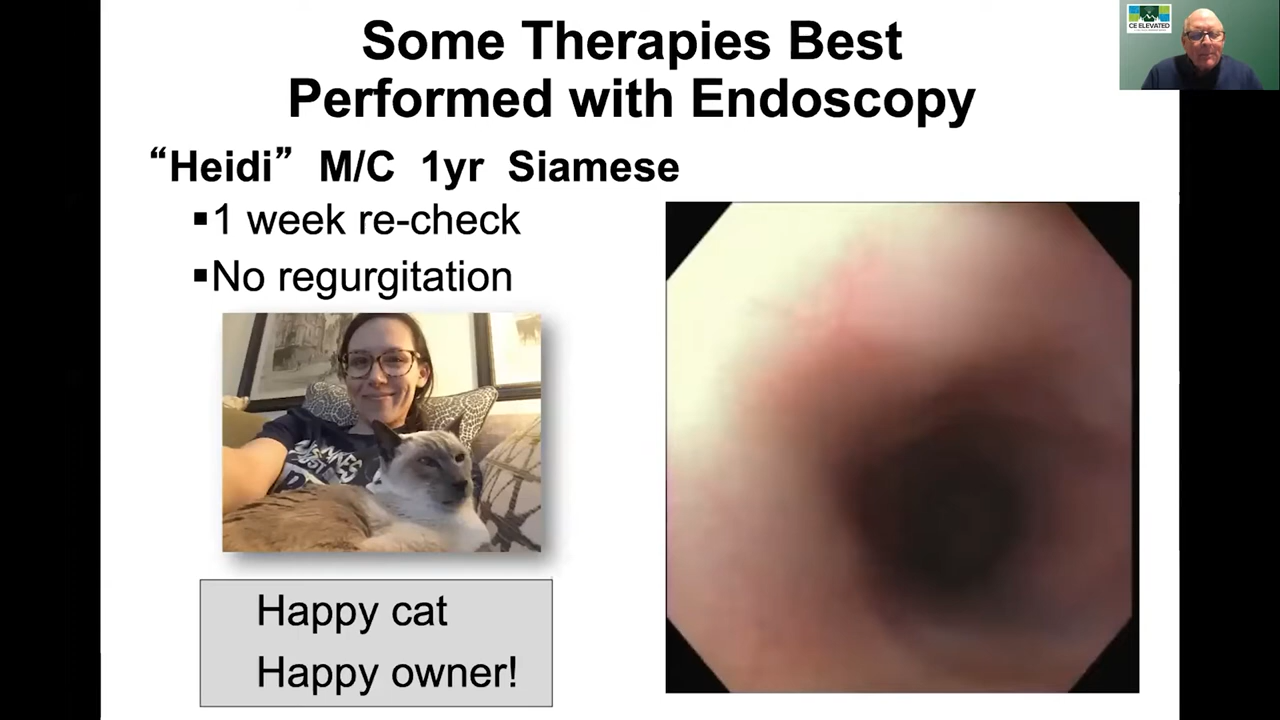 Some Therapies Best
Performed with Endoscopy
CE ELEVATED
“Heidi” M/C 1yr Siamese
▪1 week re-check
▪No regurgitation
Happy cat
Happy owner!